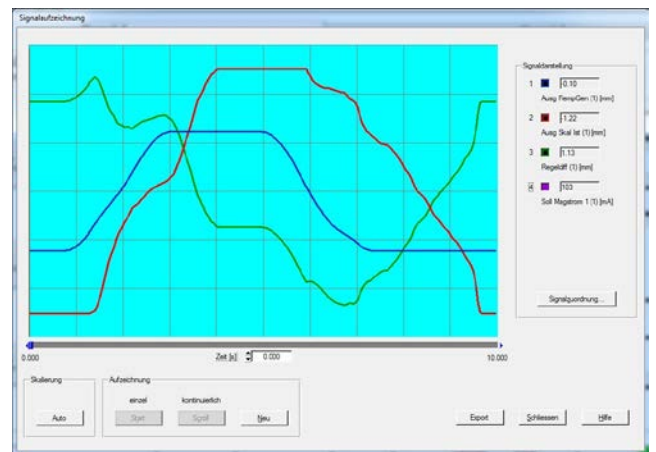 Signalaufzeichnung
Signaldarstellung
1 -0.10
Ausg RampGen (1) [mm]
2 -1.22
Ausg Skal Ist (1) [mm]
3 1.13
Regeldiff (1) [mm]
4 103
Soll Magstrom 1 (1) [mA]
Signalzuordnung ...
0.000 Zeit [s] 0.000 10.000
Skalierung
Auto
Aufzeichnung
einzel kontinuierlich
Start Scroll Neu
Export Schliessen Hilfe